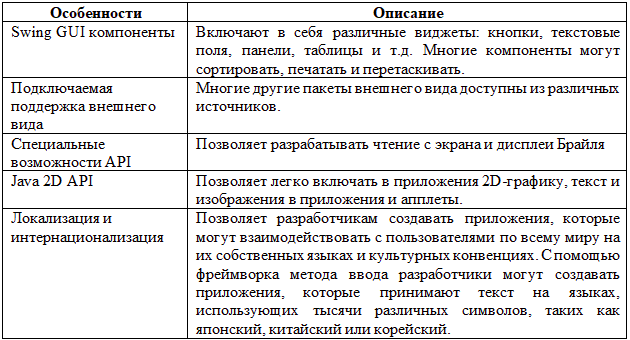 Особенности
Описание
Swing GUI компоненты
Включают в себя различные виджеты: кнопки, текстовые
поля, панели, таблицы и т.д. Многие компоненты могут
сортировать, печатать и перетаскивать.
Подключаемая
поддержка внешнего
вида
Многие другие пакеты внешнего вида доступны из различных
источников.
Специальные
возможности API
Позволяет разрабатывать чтение с экрана и дисплеи Брайля
Java 2D API
Позволяет легко включать в приложения 2D-графику, текст и
изображения в приложения и апплеты.
Локализация и
интернационализация
Позволяет разработчикам создавать приложения, которые
могут взаимодействовать с пользователями по всему миру на
их собственных языках и культурных конвенциях. С помощью
фреймворка метода ввода разработчики могут создавать
приложения, которые принимают текст на языках,
использующих тысячи различных символов, таких как
японский, китайский или корейский.